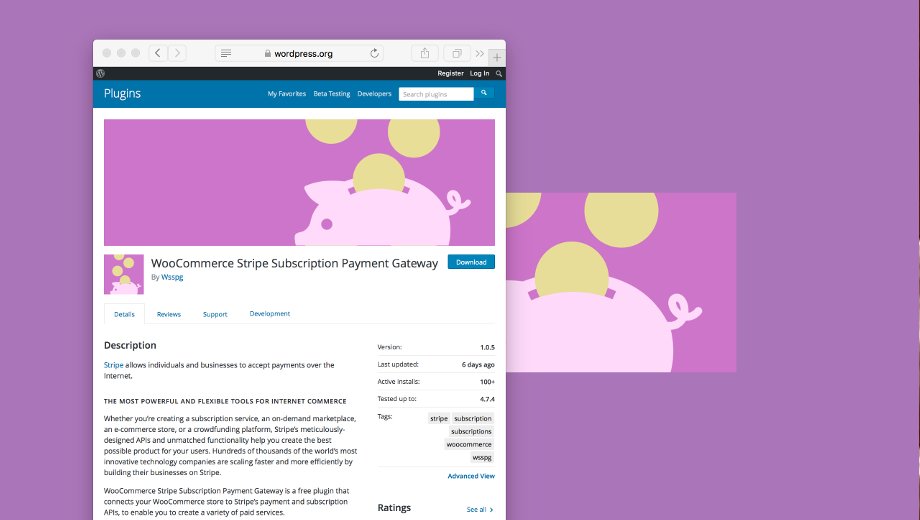 wordpress.org
Register Log In
Plugins
My Favorites Beta Testing Developers Search plugins
WooCommerce Stripe Subscription Payment Gateway
Download
By Wsspg
Details Reviews Support Development
Description
Stripe allows individuals and businesses to accept payments over the
Internet.
THE MOST POWERFUL AND FLEXIBLE TOOLS FOR INTERNET COMMERCE
Whether you're creating a subscription service, an on-demand marketplace,
an e-commerce store, or a crowdfunding platform, Stripe's meticulously-
designed APIs and unmatched functionality help you create the best
possible product for your users. Hundreds of thousands of the world's most
innovative technology companies are scaling faster and more efficiently by
building their businesses on Stripe.
WooCommerce Stripe Subscription Payment Gateway is a free plugin that
connects your WooCommerce store to Stripe's payment and subscription
APIs, to enable you to create a variety of paid services.
Version: 1.0.5
Last updated: 6 days ago
Active installs: 100+
Tested up to: 4.7.4
Tags: stripe subscription
subscriptions
woocommerce
wsspg
Advanced View
Ratings See all